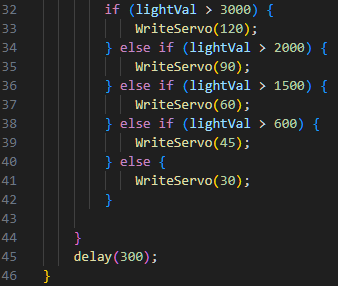 32 if (lightVal > 3000) {
33 WriteServo(120);
34 } else if (lightVal > 2000) {
35 WriteServo(90);
36 } else if (lightVal > 1500) {
37 WriteServo(60);
38 } else if (lightVal > 600) {
39 WriteServo(45);
40 } else {
41 WriteServo(30);
42 }
43
44 }
45 delay(300);
46 }